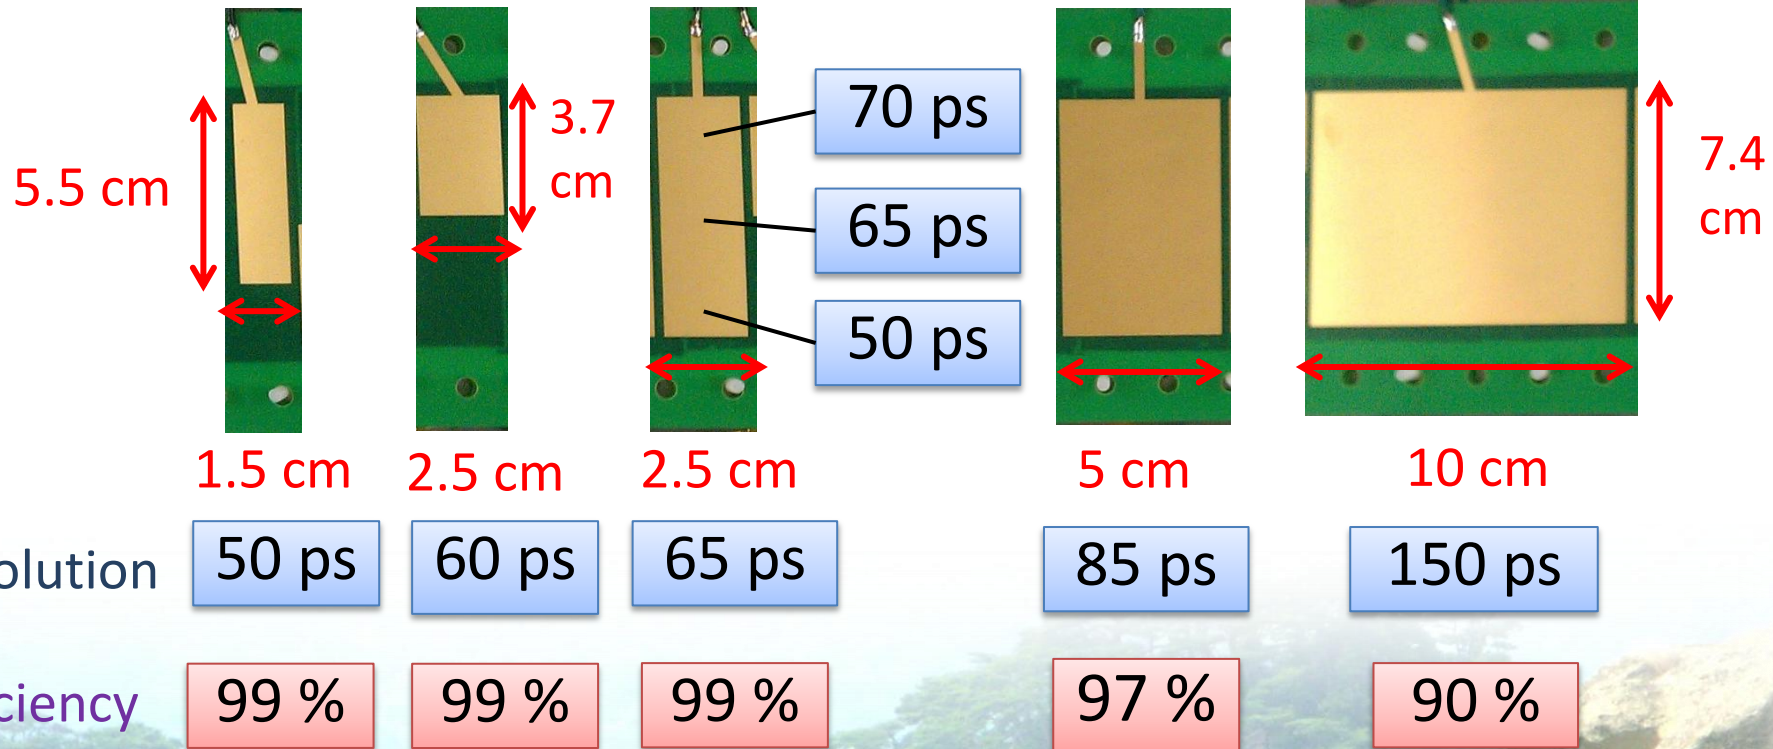 5.5 cm
3.7
cm
70 ps
65 ps
50 ps
7.4
cm
1.5 cm
2.5 cm
2.5 cm
5 cm
10 cm
olution
50 ps
60 ps
65 ps
85 ps
150 ps
ciency
99 %
99 %
99 %
97 %
90 %